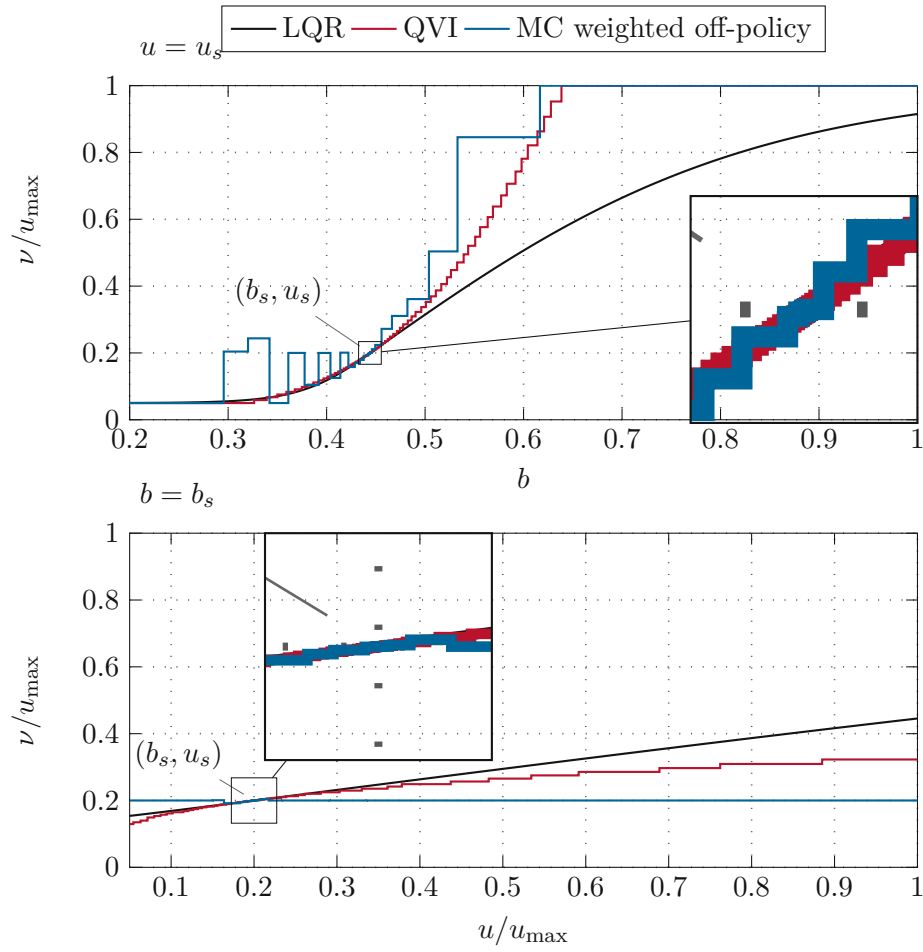 LQR QVI MC weighted off-policy
u = u_s
1
0.8
0.6
0.4
0.2
0
ν/u_max
(b_s, u_s)
0.2 0.3 0.4 0.5 0.6 0.7 0.8 0.9 1
b
b = b_s
1
0.8
0.6
0.4
0.2
0
ν/u_max
(b_s, u_s)
0.1 0.2 0.3 0.4 0.5 0.6 0.7 0.8 0.9 1
u/u_max